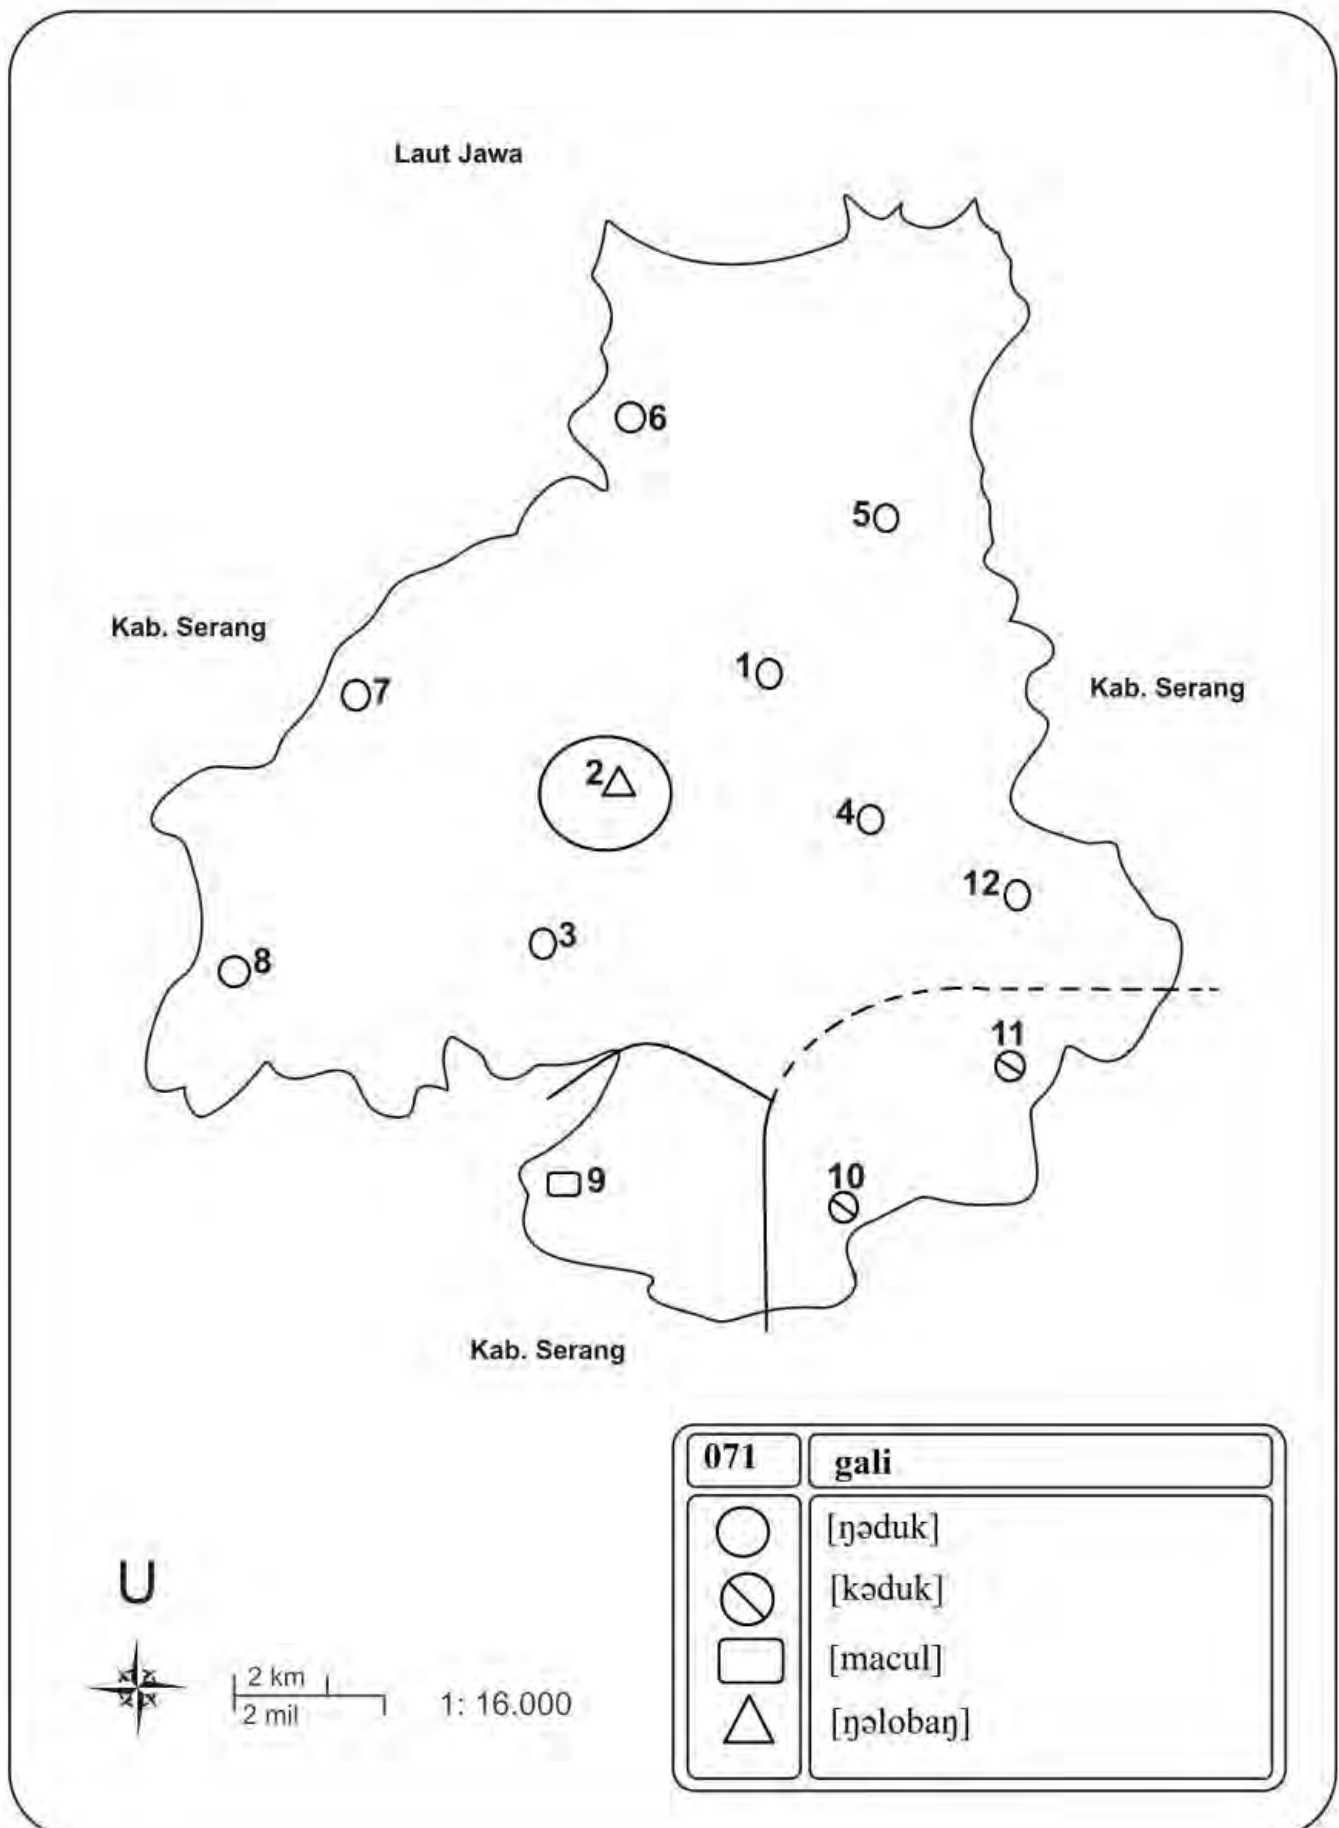 Laut Jawa
6
5
Kab. Serang
1
7
Kab. Serang
2
4
12
3
8
11
9
10
Kab. Serang
071 gali
[ŋəduk]
[kəduk]
[macul]
[ŋəlobaŋ]
U
2 km
2 mil
1: 16.000